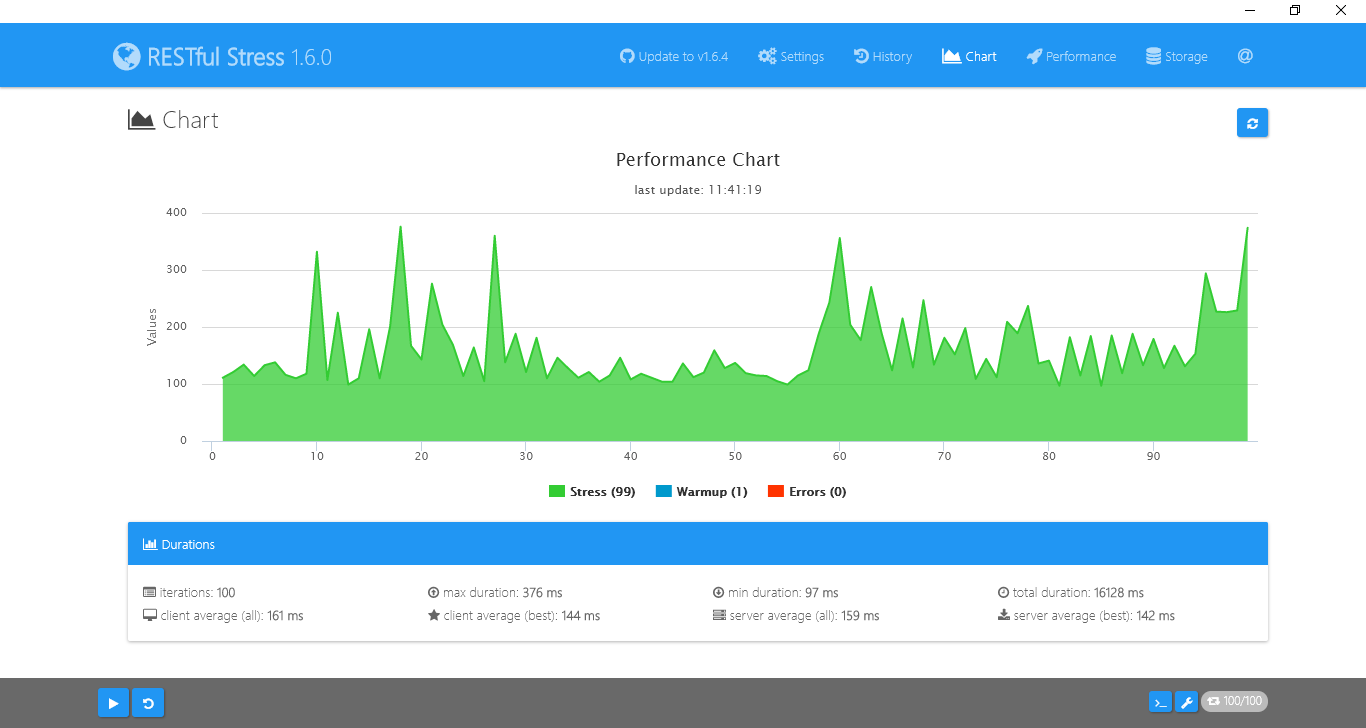 RESTful Stress 1.6.0 Update to v1.6.4 Settings History Chart Performance Storage @
Chart
Performance Chart
last update: 11:41:19
400
300
200
100
0
Values
0 10 20 30 40 50 60 70 80 90
Stress (99) Warmup (1) Errors (0)
Durations
iterations: 100 max duration: 376 ms min duration: 97 ms total duration: 16128 ms
client average (all): 161 ms client average (best): 144 ms server average (all): 159 ms server average (best): 142 ms
100/100